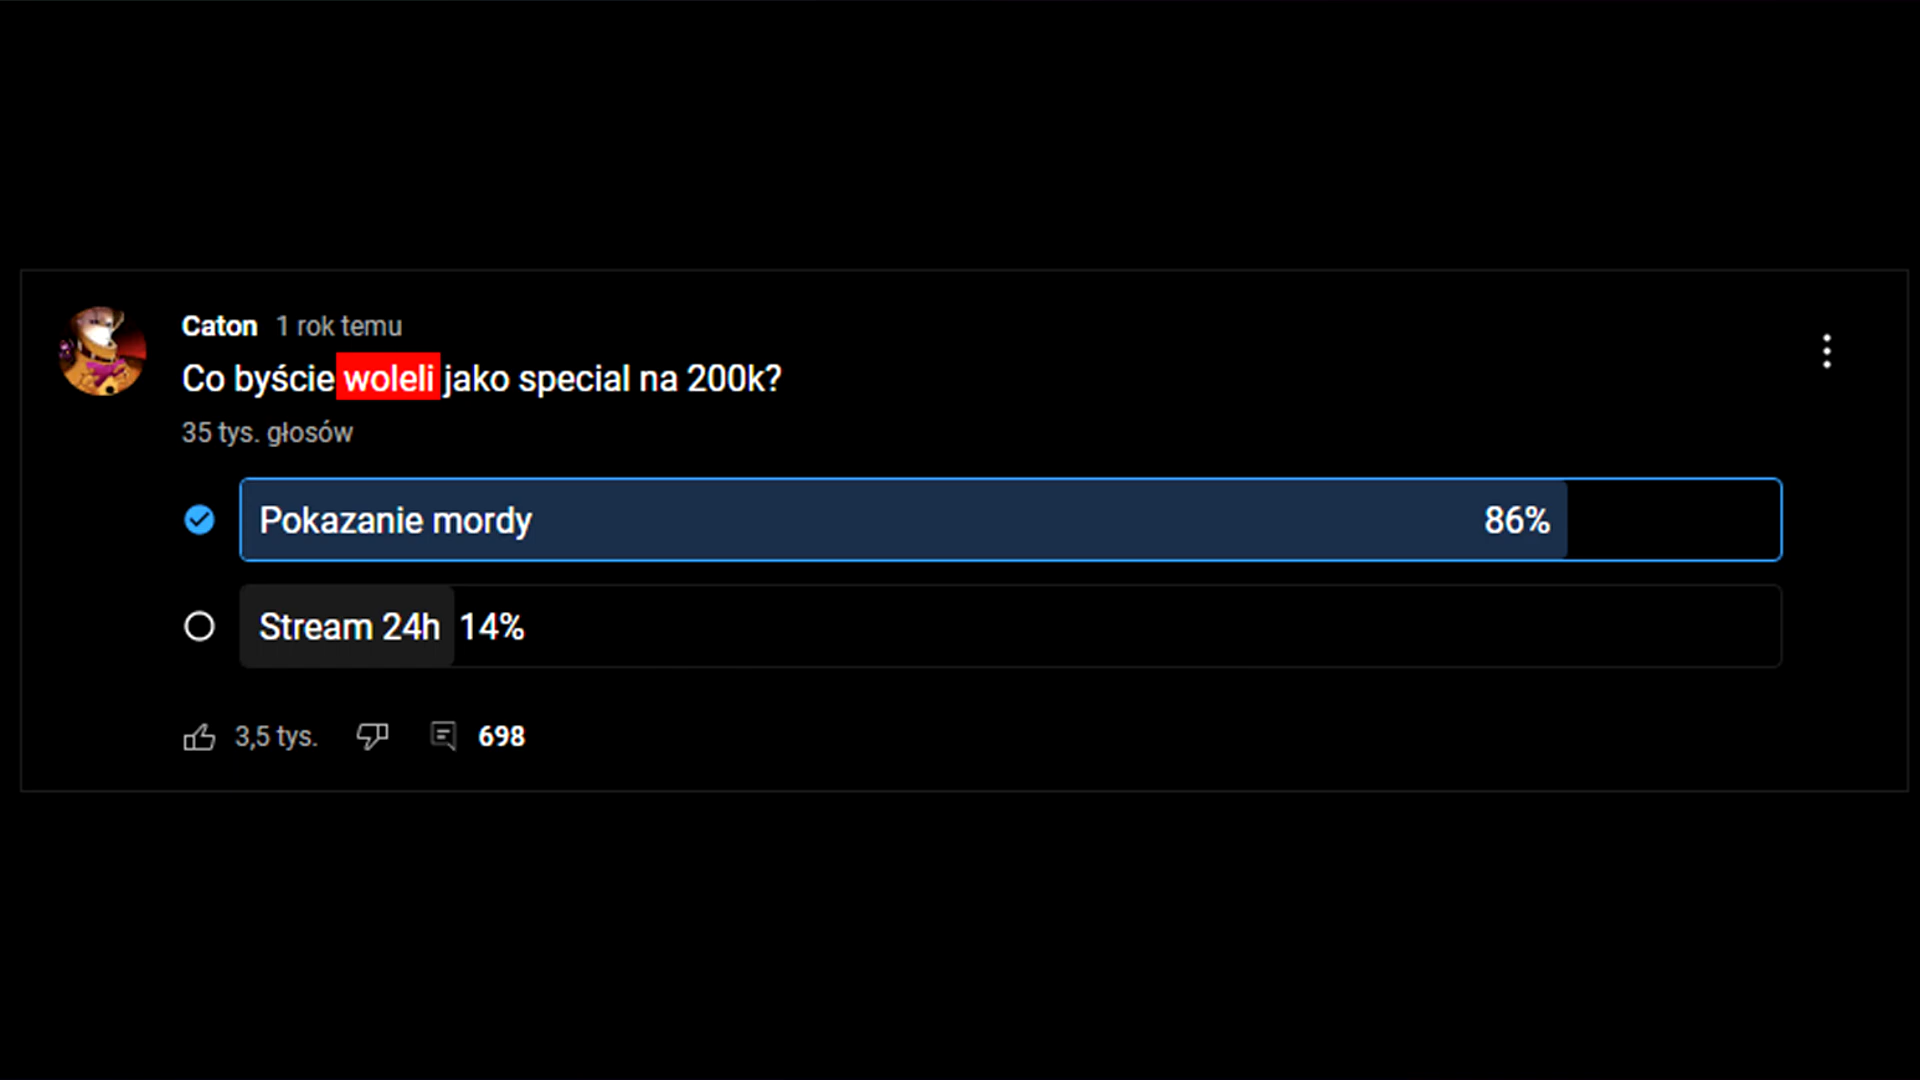 Caton 1 rok temu
Co byście woleli jako special na 200k?
35 tys. głosów
Pokazanie mordy 86%
Stream 24h 14%
3,5 tys. 698